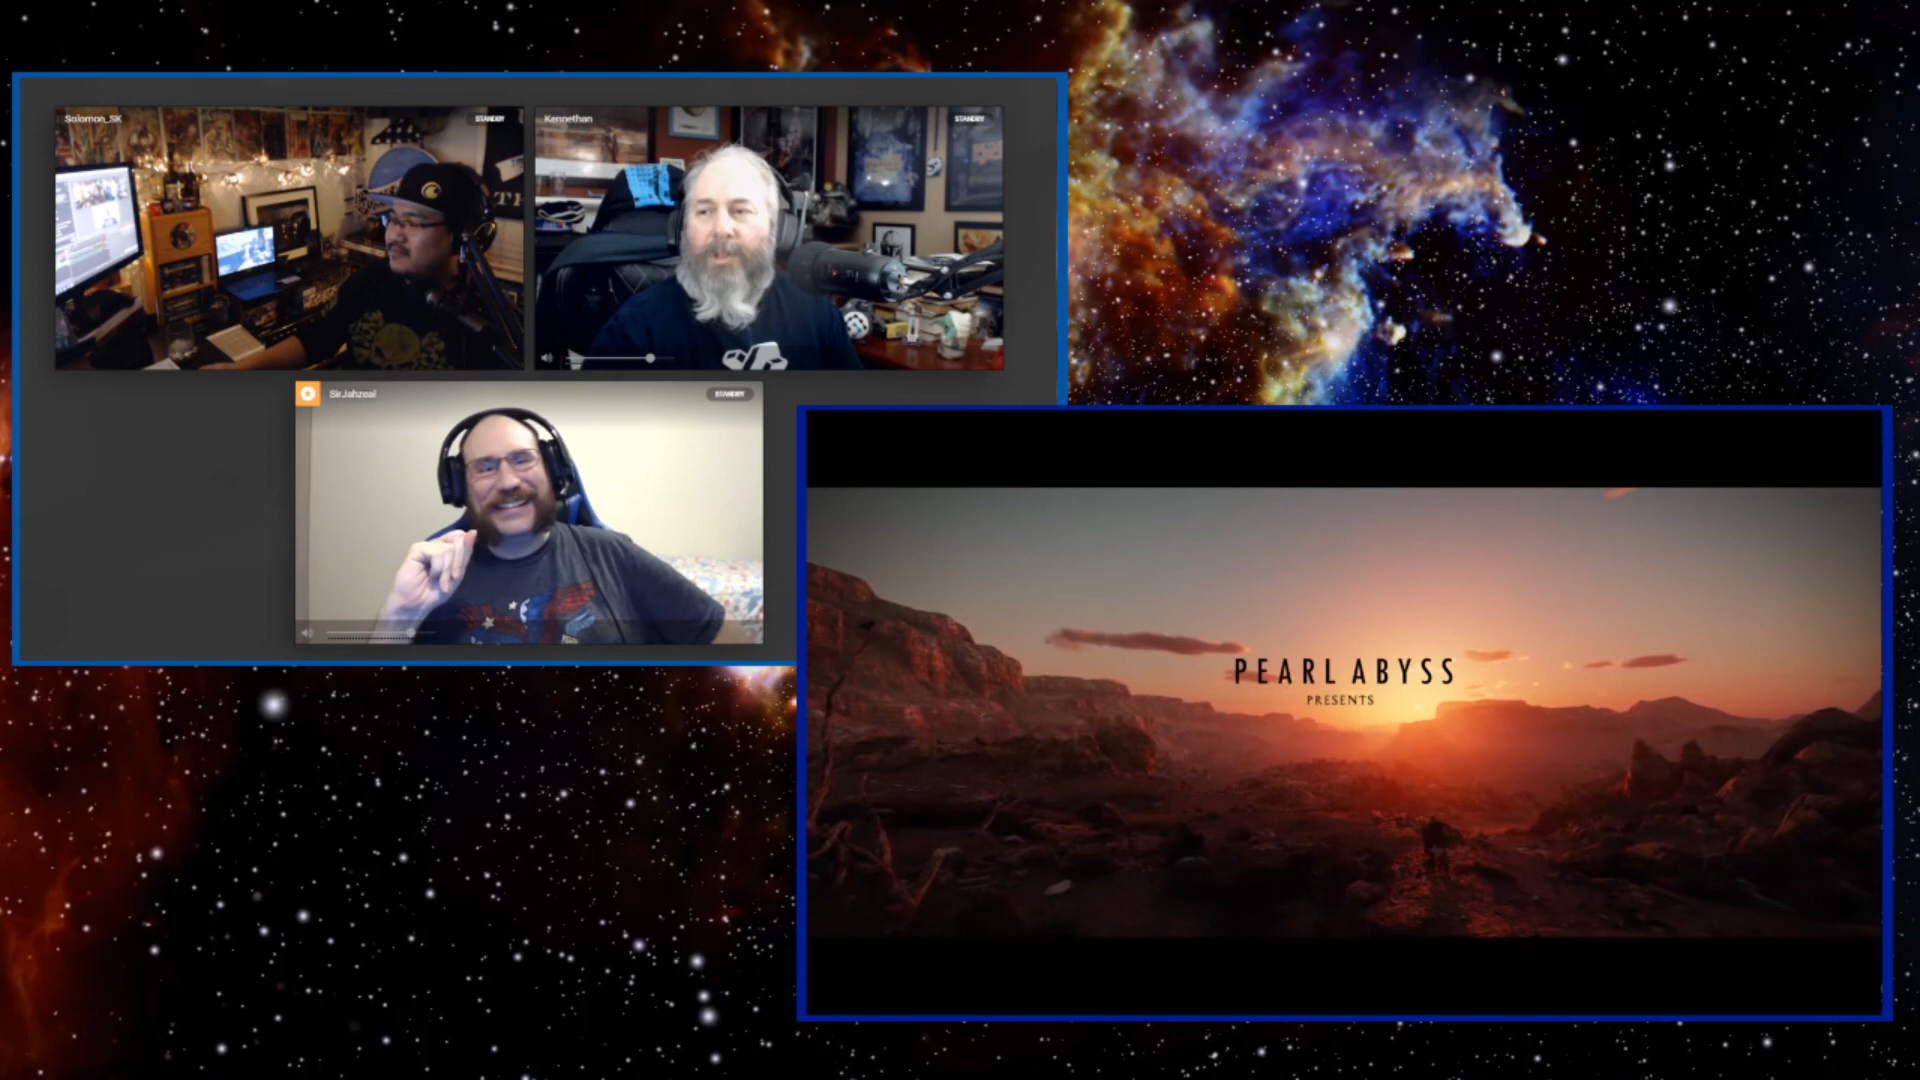 Solomon_SK
STANDBY
Kennethan
STANDBY
SirJahzeal
STANDBY
PEARL ABYSS
PRESENTS